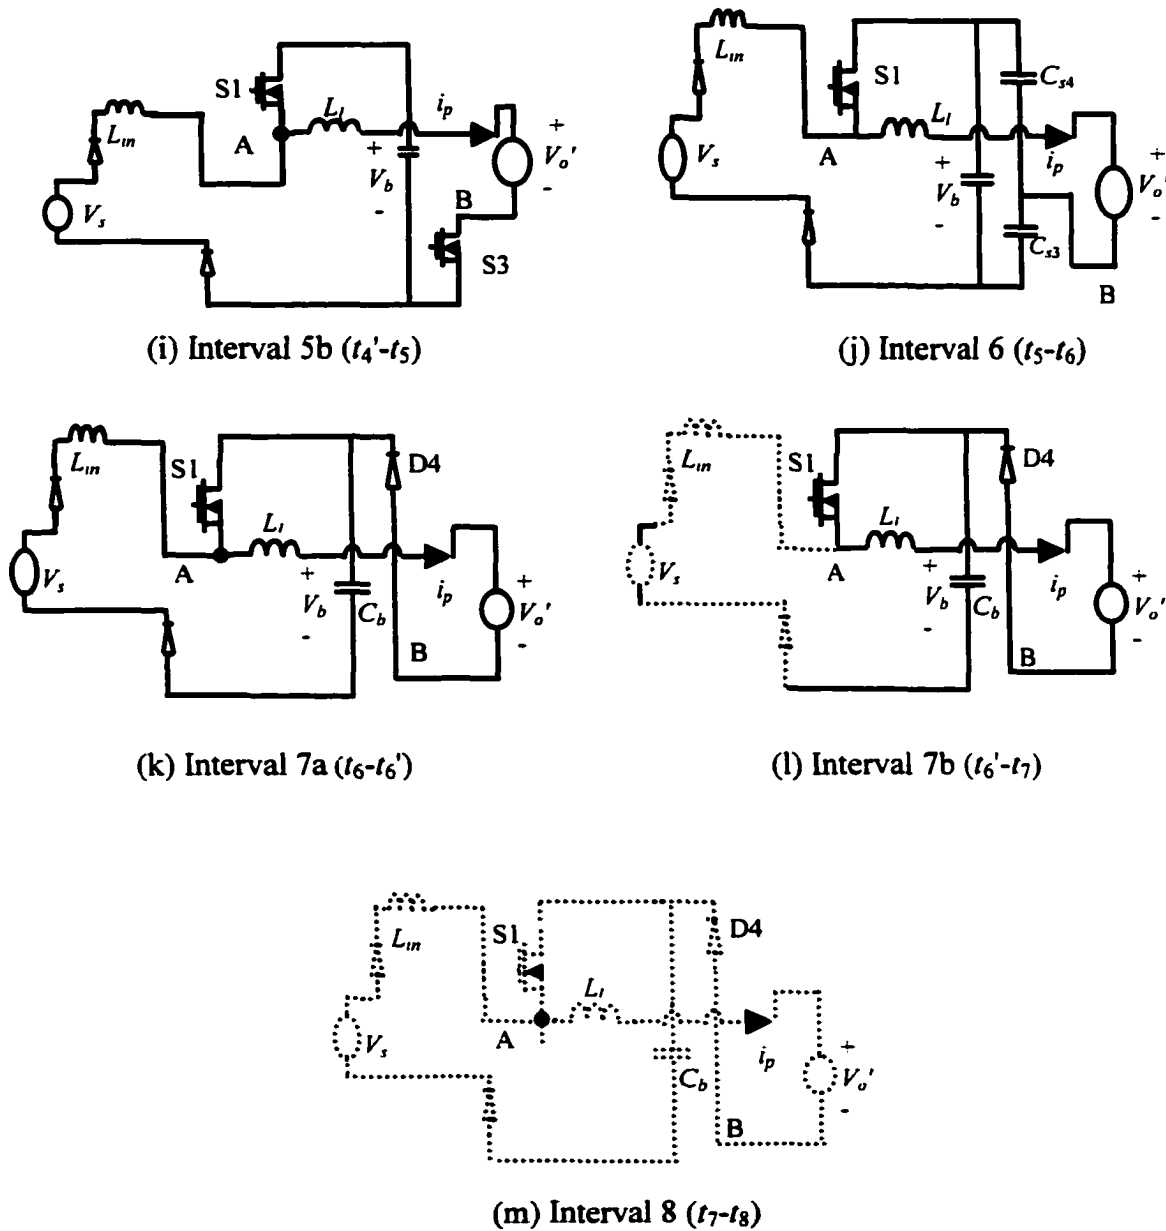 S1
L_l
i_p
+
L_in
A
+
V_b
-
V_o'
-
B
V_s
S3
(i) Interval 5b (t_4'-t_5)
L_in
S1
C_s4
L_l
V_s
A
+
V_b
-
i_p
+
V_o'
-
C_s3
B
(j) Interval 6 (t_5-t_6)
L_in
S1
D4
L_l
V_s
A
+
V_b
-
C_b
i_p
+
V_o'
-
B
(k) Interval 7a (t_6-t_6')
L_in
S1
D4
L_l
V_s
A
+
V_b
-
C_b
i_p
+
V_o'
-
B
(l) Interval 7b (t_6'-t_7)
L_in
S1
D4
L_l
V_s
A
C_b
i_p
+
V_o'
-
B
(m) Interval 8 (t_7-t_8)